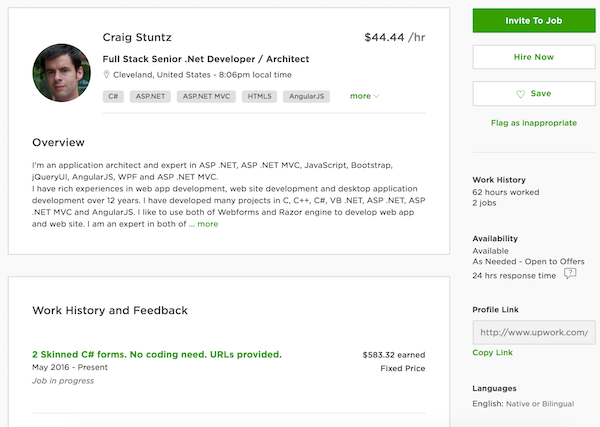 Craig Stuntz
$44.44 /hr
Full Stack Senior .Net Developer / Architect
Cleveland, United States - 8:06pm local time
C# ASP.NET ASP.NET MVC HTML5 AngularJS more
Overview
I'm an application architect and expert in ASP .NET, ASP .NET MVC, JavaScript, Bootstrap,
jQueryUI, AngularJS, WPF and ASP .NET MVC.
I have rich experiences in web app development, web site development and desktop application
development over 12 years. I have developed many projects in C, C++, C#, VB .NET, ASP .NET, ASP
.NET MVC and AngularJS. I like to use both of Webforms and Razor engine to develop web app
and web site. I am an expert in both of ... more
Work History and Feedback
2 Skinned C# forms. No coding need. URLs provided.
$583.32 earned
May 2016 - Present
Fixed Price
Job in progress
Invite To Job
Hire Now
Save
Flag as inappropriate
Work History
62 hours worked
2 jobs
Availability
Available
As Needed - Open to Offers
24 hrs response time ?
Profile Link
http://www.upwork.com/
Copy Link
Languages
English: Native or Bilingual